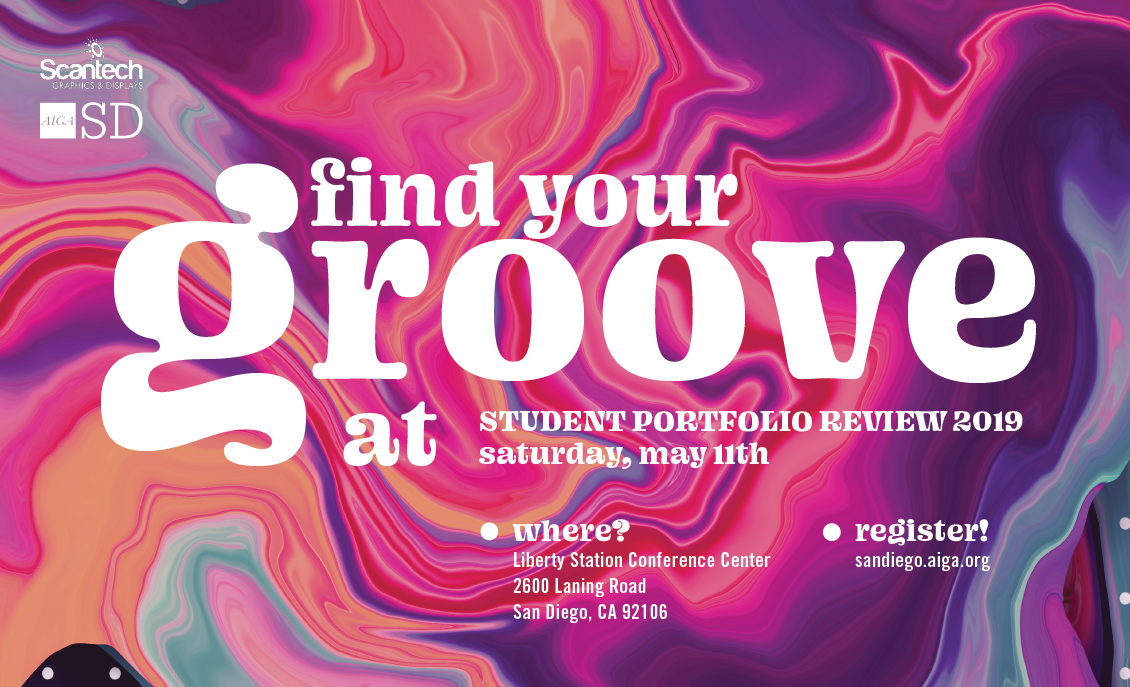 Scantech
GRAPHICS & DISPLAYS
AIGA SD
find your
groove
at
STUDENT PORTFOLIO REVIEW 2019
saturday, may 11th
where?
Liberty Station Conference Center
2600 Laning Road
San Diego, CA 92106
register!
sandiego.aiga.org